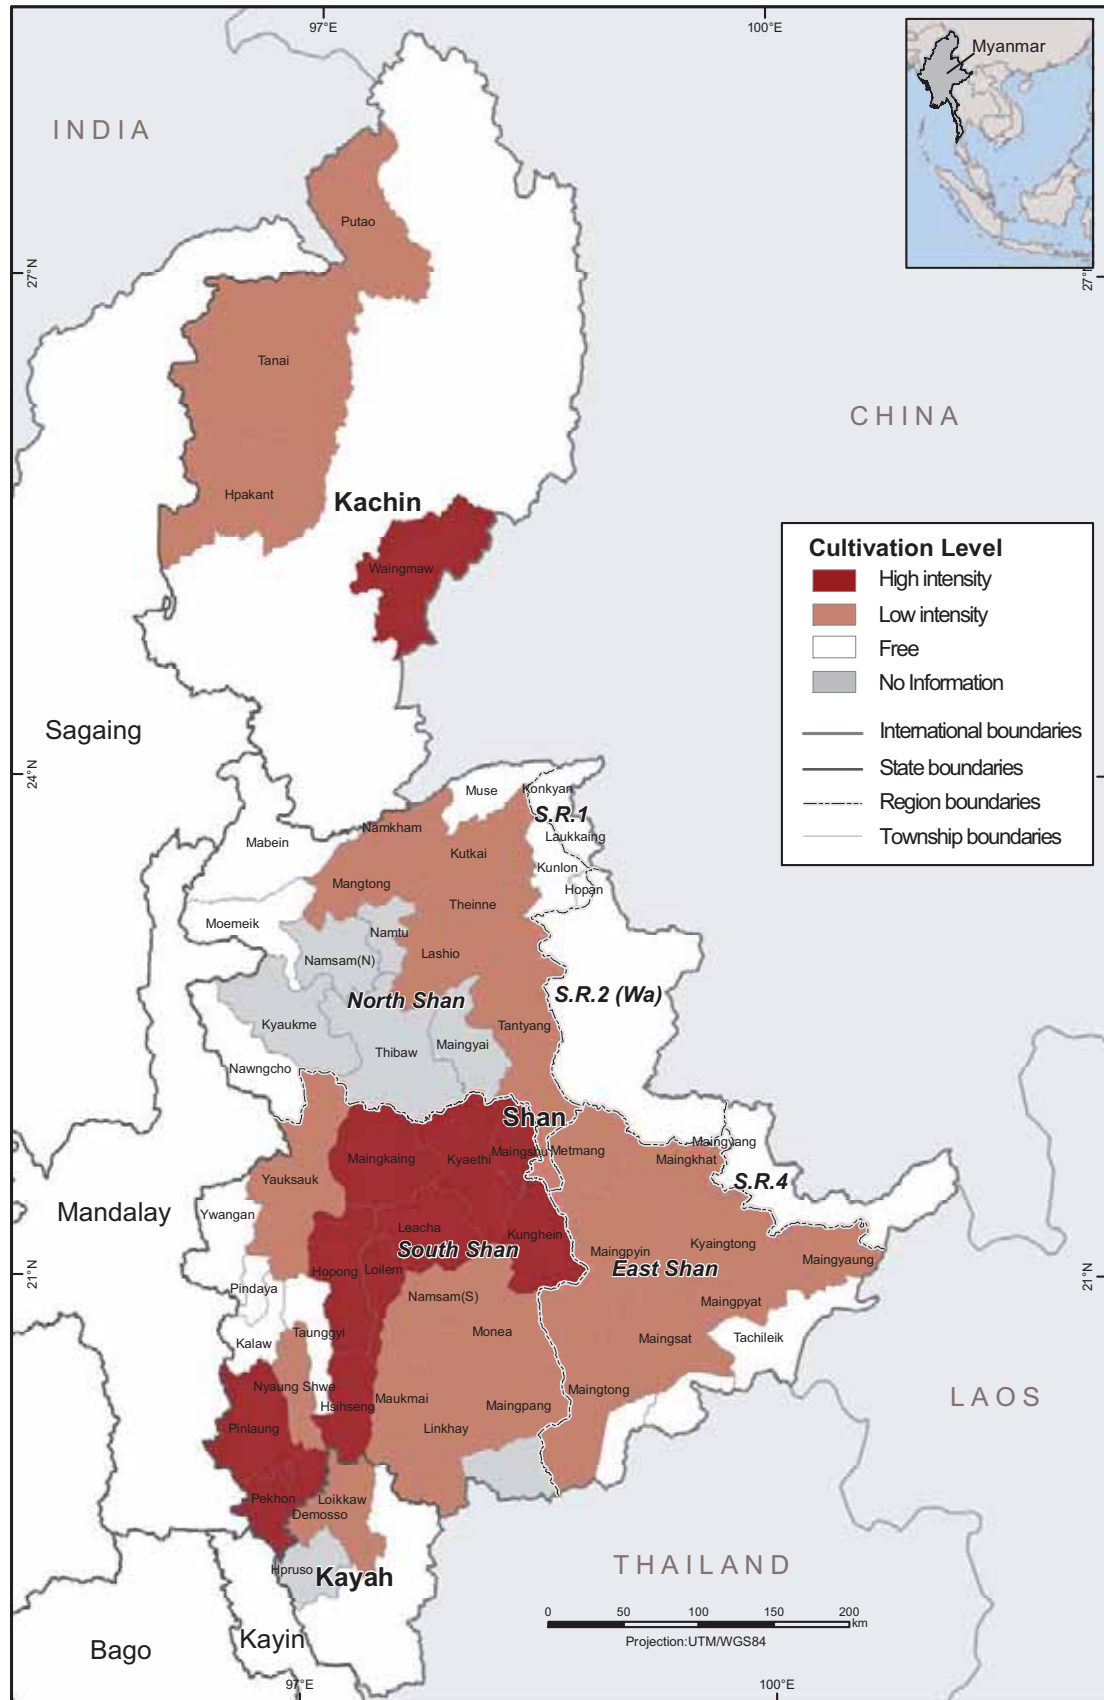 97°E
100°E
Myanmar
INDIA
Putao
27°N
27°N
Tanai
CHINA
Hpakant
Kachin
Waingmaw
Cultivation Level
High intensity
Low intensity
Free
No Information
International boundaries
State boundaries
Region boundaries
Township boundaries
Sagaing
24°N
Muse
Konkyan
S.R.1
Namkham
Laukkaing
Mabein
Kutkai
Kunlon
Mangtong
Hopan
Theinne
Moemeik
Namtu
Namsam(N)
Lashio
North Shan
S.R.2 (Wa)
Kyaukme
Tantyang
Thibaw
Maingyai
Nawngcho
Shan
Maingyang
Maingkaing
Kyaethi
Maingshu
Metmang
Maingkhat
Yauksauk
S.R.4
Mandalay
Ywangan
Leacha
Kunghein
South Shan
Maingpyin
Kyaingtong
Maingyaung
East Shan
Hopong
Loilem
21°N
21°N
Pindaya
Namsam(S)
Maingpyat
Taunggyi
Monea
Maingsat
Tachileik
Kalaw
Nyaung Shwe
Maukmai
Maingtong
Hsihseng
Maingpang
LAOS
Pinlaung
Linkhay
Pekhon
Loikkaw
Demosso
Hpruso
Kayah
THAILAND
0 50 100 150 200
km
Projection:UTM/WGS84
Bago
Kayin
97°E
100°E